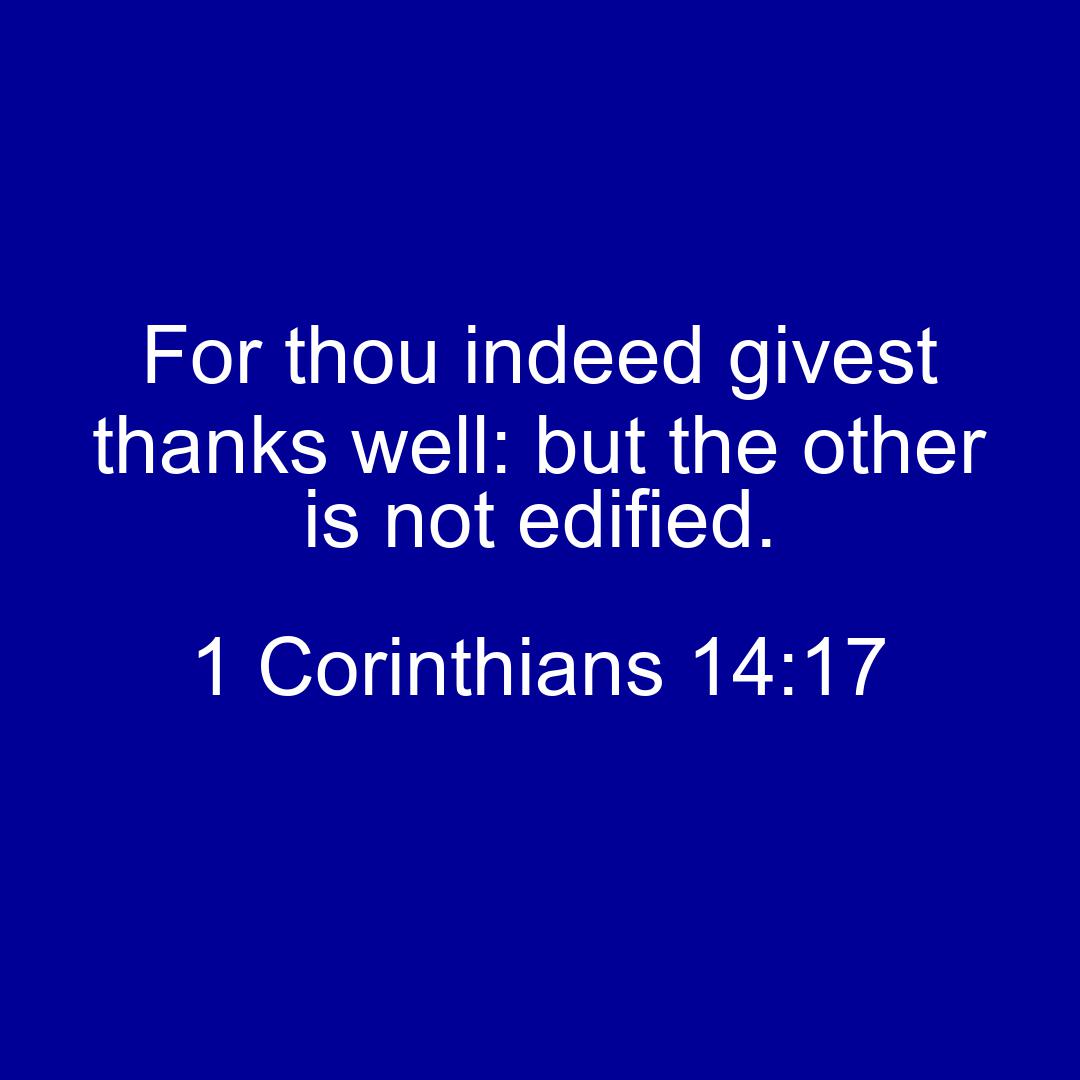 For thou indeed givest
thanks well: but the other
is not edified.
1 Corinthians 14:17